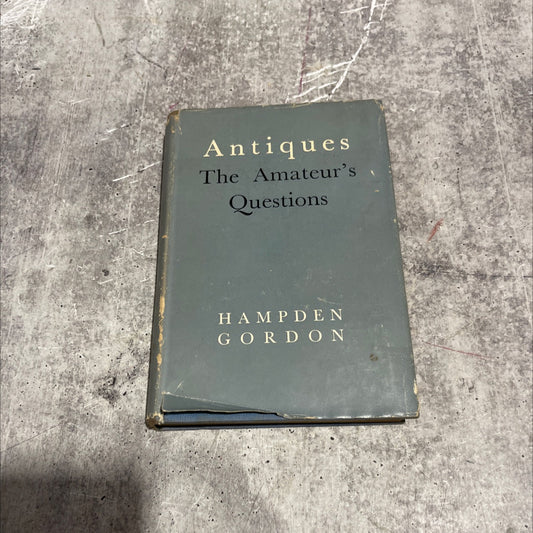 Antiques
The Amateur's
Questions
HAMPDEN
GORDON